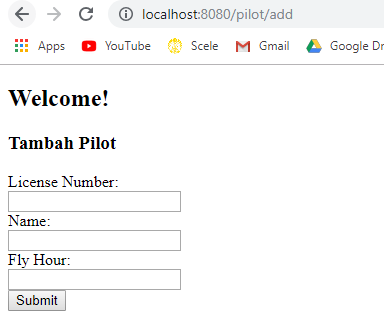 localhost:8080/pilot/add
Apps YouTube Scele Gmail Google Dr
Welcome!
Tambah Pilot
License Number:
Name:
Fly Hour:
Submit